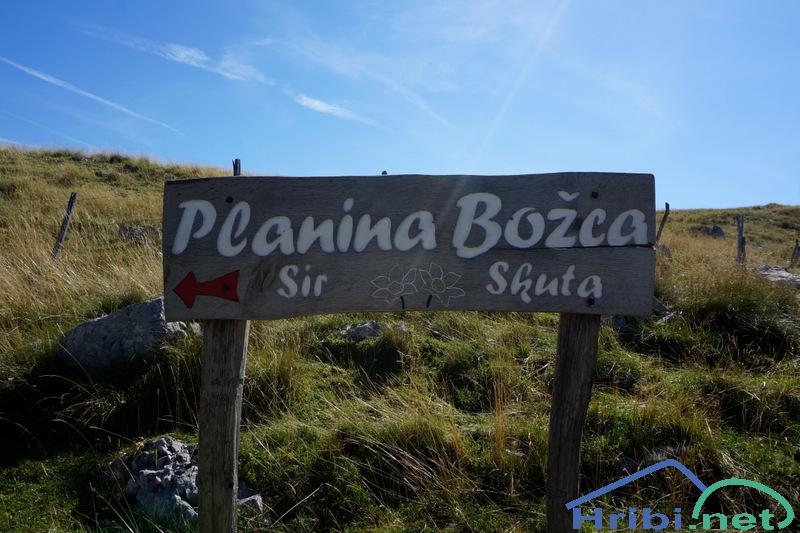 Planina Božca
Sir Skuta
Hribi.net